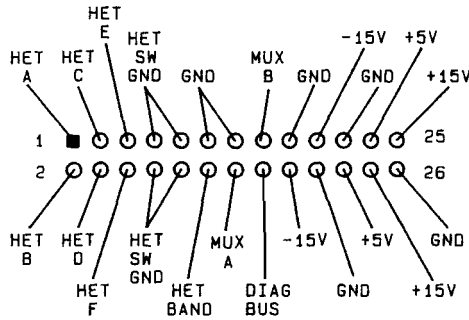 HET
E
HET
SW
GND
-15V
+5V
HET
A
HET
C
GND
MUX
B
GND
GND
+15V
1
25
2
26
HET
B
HET
D
HET
SW
GND
MUX
A
-15V
+5V
GND
HET
F
HET
BAND
DIAG
BUS
GND
+15V